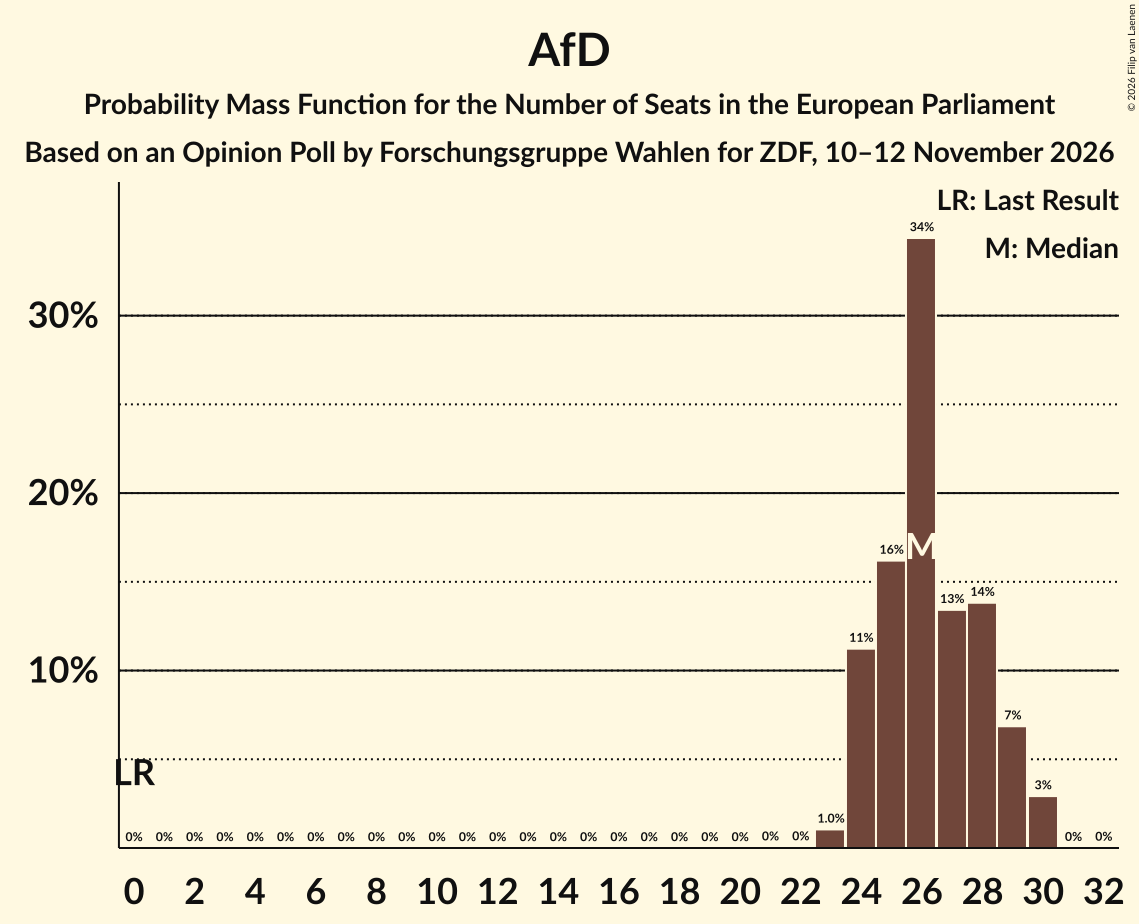 AfD
Probability Mass Function for the Number of Seats in the European Parliament
Based on an Opinion Poll by Forschungsgruppe Wahlen for ZDF, 10–12 November 2026
© 2026 Filip van Laenen
LR: Last Result
M: Median
34%
30%
20%
16%
M
13%
14%
11%
10%
7%
LR
3%
1.0%
0% 0% 0% 0% 0% 0% 0% 0% 0% 0% 0% 0% 0% 0% 0% 0% 0% 0% 0% 0% 0% 0% 0% 0% 0%
0 2 4 6 8 10 12 14 16 18 20 22 24 26 28 30 32